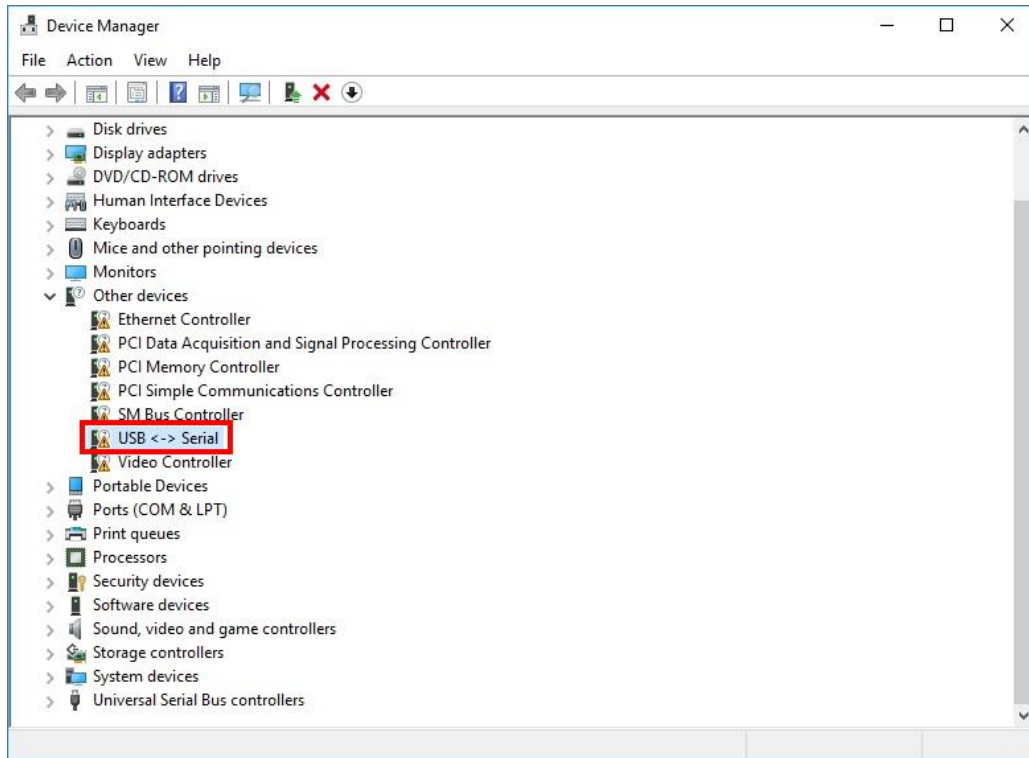 Device Manager
File Action View Help
Disk drives
Display adapters
DVD/CD-ROM drives
Human Interface Devices
Keyboards
Mice and other pointing devices
Monitors
Other devices
Ethernet Controller
PCI Data Acquisition and Signal Processing Controller
PCI Memory Controller
PCI Simple Communications Controller
SM Bus Controller
USB <-> Serial
Video Controller
Portable Devices
Ports (COM & LPT)
Print queues
Processors
Security devices
Software devices
Sound, video and game controllers
Storage controllers
System devices
Universal Serial Bus controllers